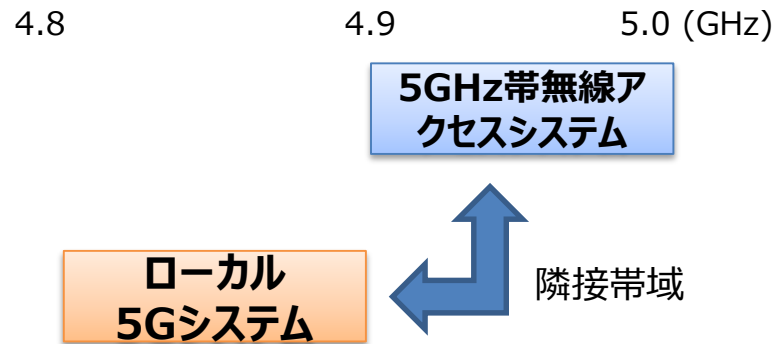 4.8 4.9 5.0 (GHz)
5GHz帯無線ア
クセスシステム
ローカル
5Gシステム
隣接帯域